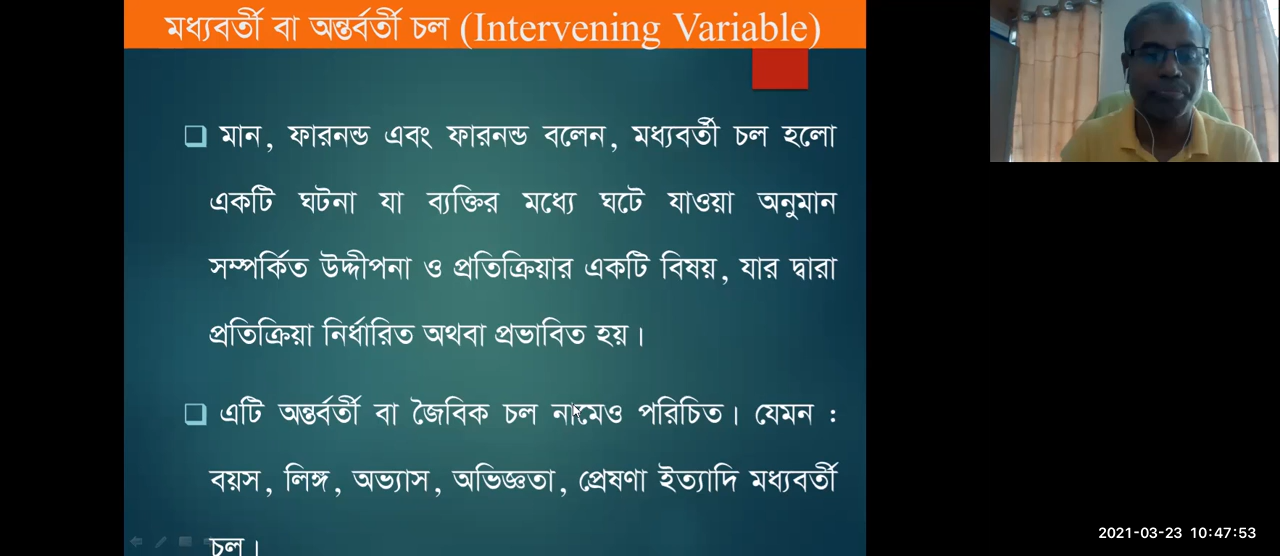 মধ্যবর্তী বা অন্তর্বর্তী চল (Intervening Variable)
❑ মান, ফারনল্ড এবং ফারনল্ড বলেন, মধ্যবর্তী চল হলো
একটি ঘটনা যা ব্যক্তির মধ্যে ঘটে যাওয়া অনুমান
সম্পর্কিত উদ্দীপনা ও প্রতিক্রিয়ার একটি বিষয়, যার দ্বারা
প্রতিক্রিয়া নির্ধারিত অথবা প্রভাবিত হয়।
❑ এটি অন্তর্বর্তী বা জৈবিক চল নামেও পরিচিত। যেমন :
বয়স, লিঙ্গ, অভ্যাস, অভিজ্ঞতা, প্রেষণা ইত্যাদি মধ্যবর্তী
চল।
2021-03-23 10:47:53